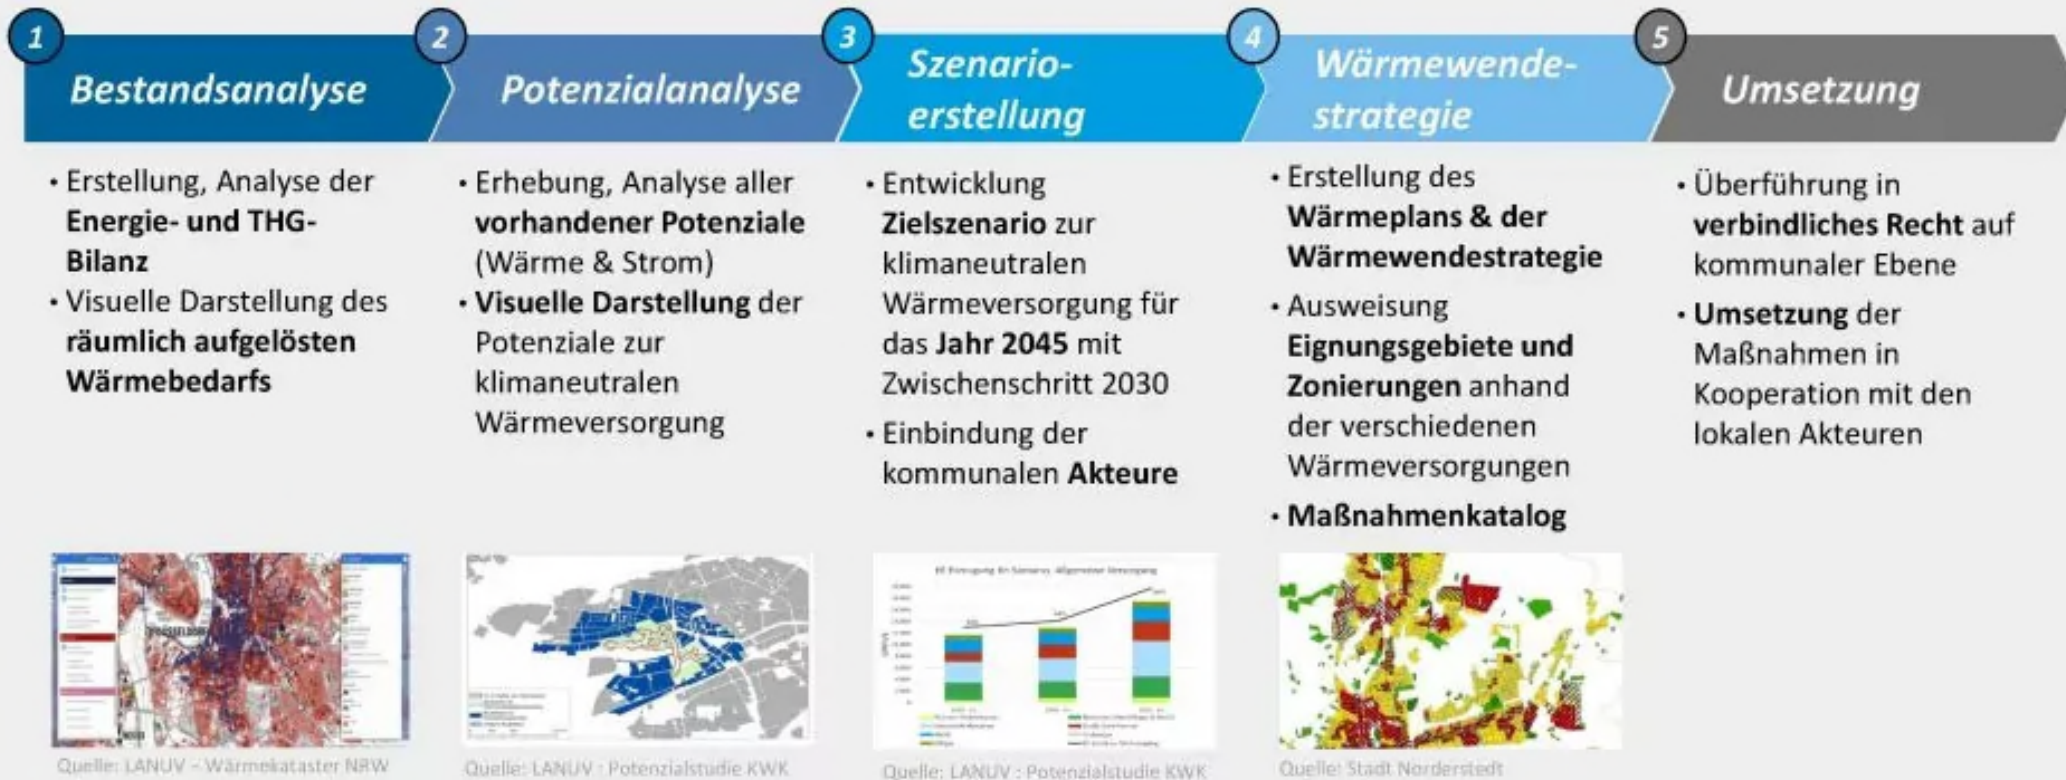 1
Bestandsanalyse
• Erstellung, Analyse der
Energie- und THG-
Bilanz
• Visuelle Darstellung des
räumlich aufgelösten
Wärmebedarfs
Quelle: LANUV - Wärmekataster NRW
2
Potenzialanalyse
• Erhebung, Analyse aller
vorhandener Potenziale
(Wärme & Strom)
• Visuelle Darstellung der
Potenziale zur
klimaneutralen
Wärmeversorgung
Quelle: LANUV : Potenzialstudie KWK
3
Szenario-
erstellung
• Entwicklung
Zielszenario zur
klimaneutralen
Wärmeversorgung für
das Jahr 2045 mit
Zwischenschritt 2030
• Einbindung der
kommunalen Akteure
Quelle: LANUV : Potenzialstudie KWK
4
Wärmewende-
strategie
• Erstellung des
Wärmeplans & der
Wärmewendestrategie
• Ausweisung
Eignungsgebiete und
Zonierungen anhand
der verschiedenen
Wärmeversorgungen
• Maßnahmenkatalog
Quelle: Stadt Norderstedt
5
Umsetzung
• Überführung in
verbindliches Recht auf
kommunaler Ebene
• Umsetzung der
Maßnahmen in
Kooperation mit den
lokalen Akteuren